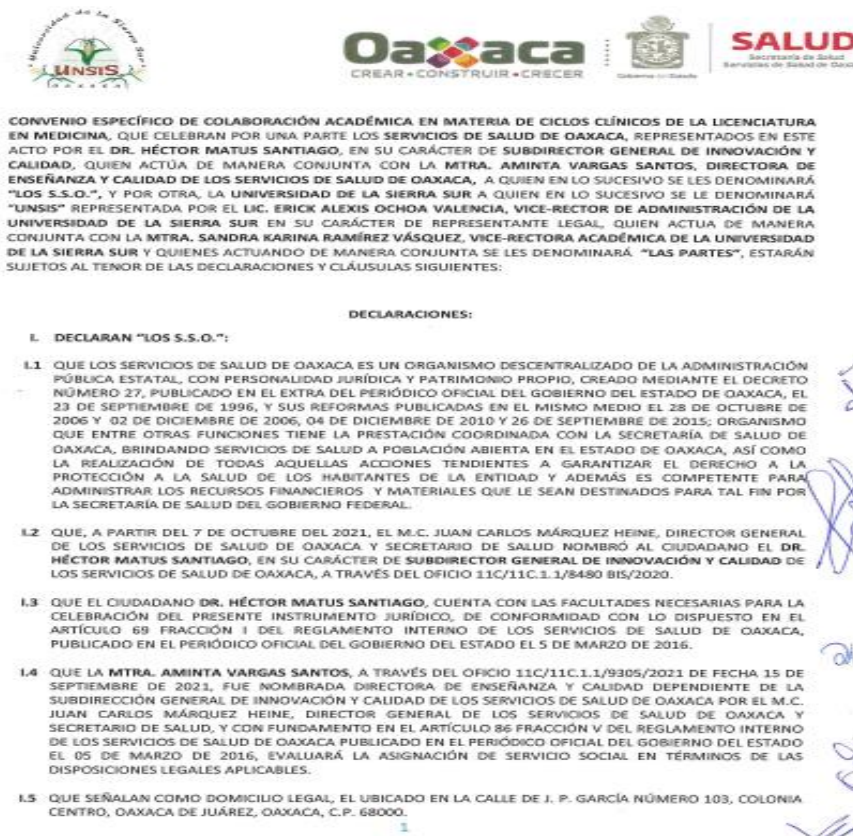 Universidad de la Sierra Sur
UNSIS
OAXACA
Oaxaca
CREAR•CONSTRUIR•CRECER
Gobierno del Estado
SALUD
Secretaría de Salud
Servicios de Salud de Oaxaca
CONVENIO ESPECÍFICO DE COLABORACIÓN ACADÉMICA EN MATERIA DE CICLOS CLÍNICOS DE LA LICENCIATURA
EN MEDICINA, QUE CELEBRAN POR UNA PARTE LOS SERVICIOS DE SALUD DE OAXACA, REPRESENTADOS EN ESTE
ACTO POR EL DR. HÉCTOR MATUS SANTIAGO, EN SU CARÁCTER DE SUBDIRECTOR GENERAL DE INNOVACIÓN Y
CALIDAD, QUIEN ACTÚA DE MANERA CONJUNTA CON LA MTRA. AMINTA VARGAS SANTOS, DIRECTORA DE
ENSEÑANZA Y CALIDAD DE LOS SERVICIOS DE SALUD DE OAXACA, A QUIEN EN LO SUCESIVO SE LES DENOMINARÁ
"LOS S.S.O.", Y POR OTRA, LA UNIVERSIDAD DE LA SIERRA SUR A QUIEN EN LO SUCESIVO SE LE DENOMINARÁ
"UNSIS" REPRESENTADA POR EL LIC. ERICK ALEXIS OCHOA VALENCIA, VICE-RECTOR DE ADMINISTRACIÓN DE LA
UNIVERSIDAD DE LA SIERRA SUR EN SU CARÁCTER DE REPRESENTANTE LEGAL, QUIEN ACTUA DE MANERA
CONJUNTA CON LA MTRA. SANDRA KARINA RAMÍREZ VÁSQUEZ, VICE-RECTORA ACADÉMICA DE LA UNIVERSIDAD
DE LA SIERRA SUR Y QUIENES ACTUANDO DE MANERA CONJUNTA SE LES DENOMINARÁ "LAS PARTES", ESTARÁN
SUJETOS AL TENOR DE LAS DECLARACIONES Y CLÁUSULAS SIGUIENTES:
DECLARACIONES:
I. DECLARAN "LOS S.S.O.":
I.1 QUE LOS SERVICIOS DE SALUD DE OAXACA ES UN ORGANISMO DESCENTRALIZADO DE LA ADMINISTRACIÓN
PÚBLICA ESTATAL, CON PERSONALIDAD JURÍDICA Y PATRIMONIO PROPIO, CREADO MEDIANTE EL DECRETO
NÚMERO 27, PUBLICADO EN EL EXTRA DEL PERIÓDICO OFICIAL DEL GOBIERNO DEL ESTADO DE OAXACA, EL
23 DE SEPTIEMBRE DE 1996, Y SUS REFORMAS PUBLICADAS EN EL MISMO MEDIO EL 28 DE OCTUBRE DE
2006 Y 02 DE DICIEMBRE DE 2006, 04 DE DICIEMBRE DE 2010 Y 26 DE SEPTIEMBRE DE 2015; ORGANISMO
QUE ENTRE OTRAS FUNCIONES TIENE LA PRESTACIÓN COORDINADA CON LA SECRETARÍA DE SALUD DE
OAXACA, BRINDANDO SERVICIOS DE SALUD A POBLACIÓN ABIERTA EN EL ESTADO DE OAXACA, ASÍ COMO
LA REALIZACIÓN DE TODAS AQUELLAS ACCIONES TENDIENTES A GARANTIZAR EL DERECHO A LA
PROTECCIÓN A LA SALUD DE LOS HABITANTES DE LA ENTIDAD Y ADEMÁS ES COMPETENTE PARA
ADMINISTRAR LOS RECURSOS FINANCIEROS Y MATERIALES QUE LE SEAN DESTINADOS PARA TAL FIN POR
LA SECRETARÍA DE SALUD DEL GOBIERNO FEDERAL.
I.2 QUE, A PARTIR DEL 7 DE OCTUBRE DEL 2021, EL M.C. JUAN CARLOS MÁRQUEZ HEINE, DIRECTOR GENERAL
DE LOS SERVICIOS DE SALUD DE OAXACA Y SECRETARIO DE SALUD NOMBRÓ AL CIUDADANO EL DR.
HÉCTOR MATUS SANTIAGO, EN SU CARÁCTER DE SUBDIRECTOR GENERAL DE INNOVACIÓN Y CALIDAD DE
LOS SERVICIOS DE SALUD DE OAXACA, A TRAVÉS DEL OFICIO 11C/11C.1.1/8480 BIS/2020.
I.3 QUE EL CIUDADANO DR. HÉCTOR MATUS SANTIAGO, CUENTA CON LAS FACULTADES NECESARIAS PARA LA
CELEBRACIÓN DEL PRESENTE INSTRUMENTO JURÍDICO, DE CONFORMIDAD CON LO DISPUESTO EN EL
ARTÍCULO 69 FRACCIÓN I DEL REGLAMENTO INTERNO DE LOS SERVICIOS DE SALUD DE OAXACA,
PUBLICADO EN EL PERIÓDICO OFICIAL DEL GOBIERNO DEL ESTADO EL 5 DE MARZO DE 2016.
I.4 QUE LA MTRA. AMINTA VARGAS SANTOS, A TRAVÉS DEL OFICIO 11C/11C.1.1/9305/2021 DE FECHA 15 DE
SEPTIEMBRE DE 2021, FUE NOMBRADA DIRECTORA DE ENSEÑANZA Y CALIDAD DEPENDIENTE DE LA
SUBDIRECCIÓN GENERAL DE INNOVACIÓN Y CALIDAD DE LOS SERVICIOS DE SALUD DE OAXACA POR EL M.C.
JUAN CARLOS MÁRQUEZ HEINE, DIRECTOR GENERAL DE LOS SERVICIOS DE SALUD DE OAXACA Y
SECRETARIO DE SALUD, Y CON FUNDAMENTO EN EL ARTÍCULO 86 FRACCIÓN V DEL REGLAMENTO INTERNO
DE LOS SERVICIOS DE SALUD DE OAXACA PUBLICADO EN EL PERIÓDICO OFICIAL DEL GOBIERNO DEL ESTADO
EL 05 DE MARZO DE 2016, EVALUARÁ LA ASIGNACIÓN DE SERVICIO SOCIAL EN TÉRMINOS DE LAS
DISPOSICIONES LEGALES APLICABLES.
I.5 QUE SEÑALAN COMO DOMICILIO LEGAL, EL UBICADO EN LA CALLE DE J. P. GARCÍA NÚMERO 103, COLONIA
CENTRO, OAXACA DE JUÁREZ, OAXACA, C.P. 68000.
1